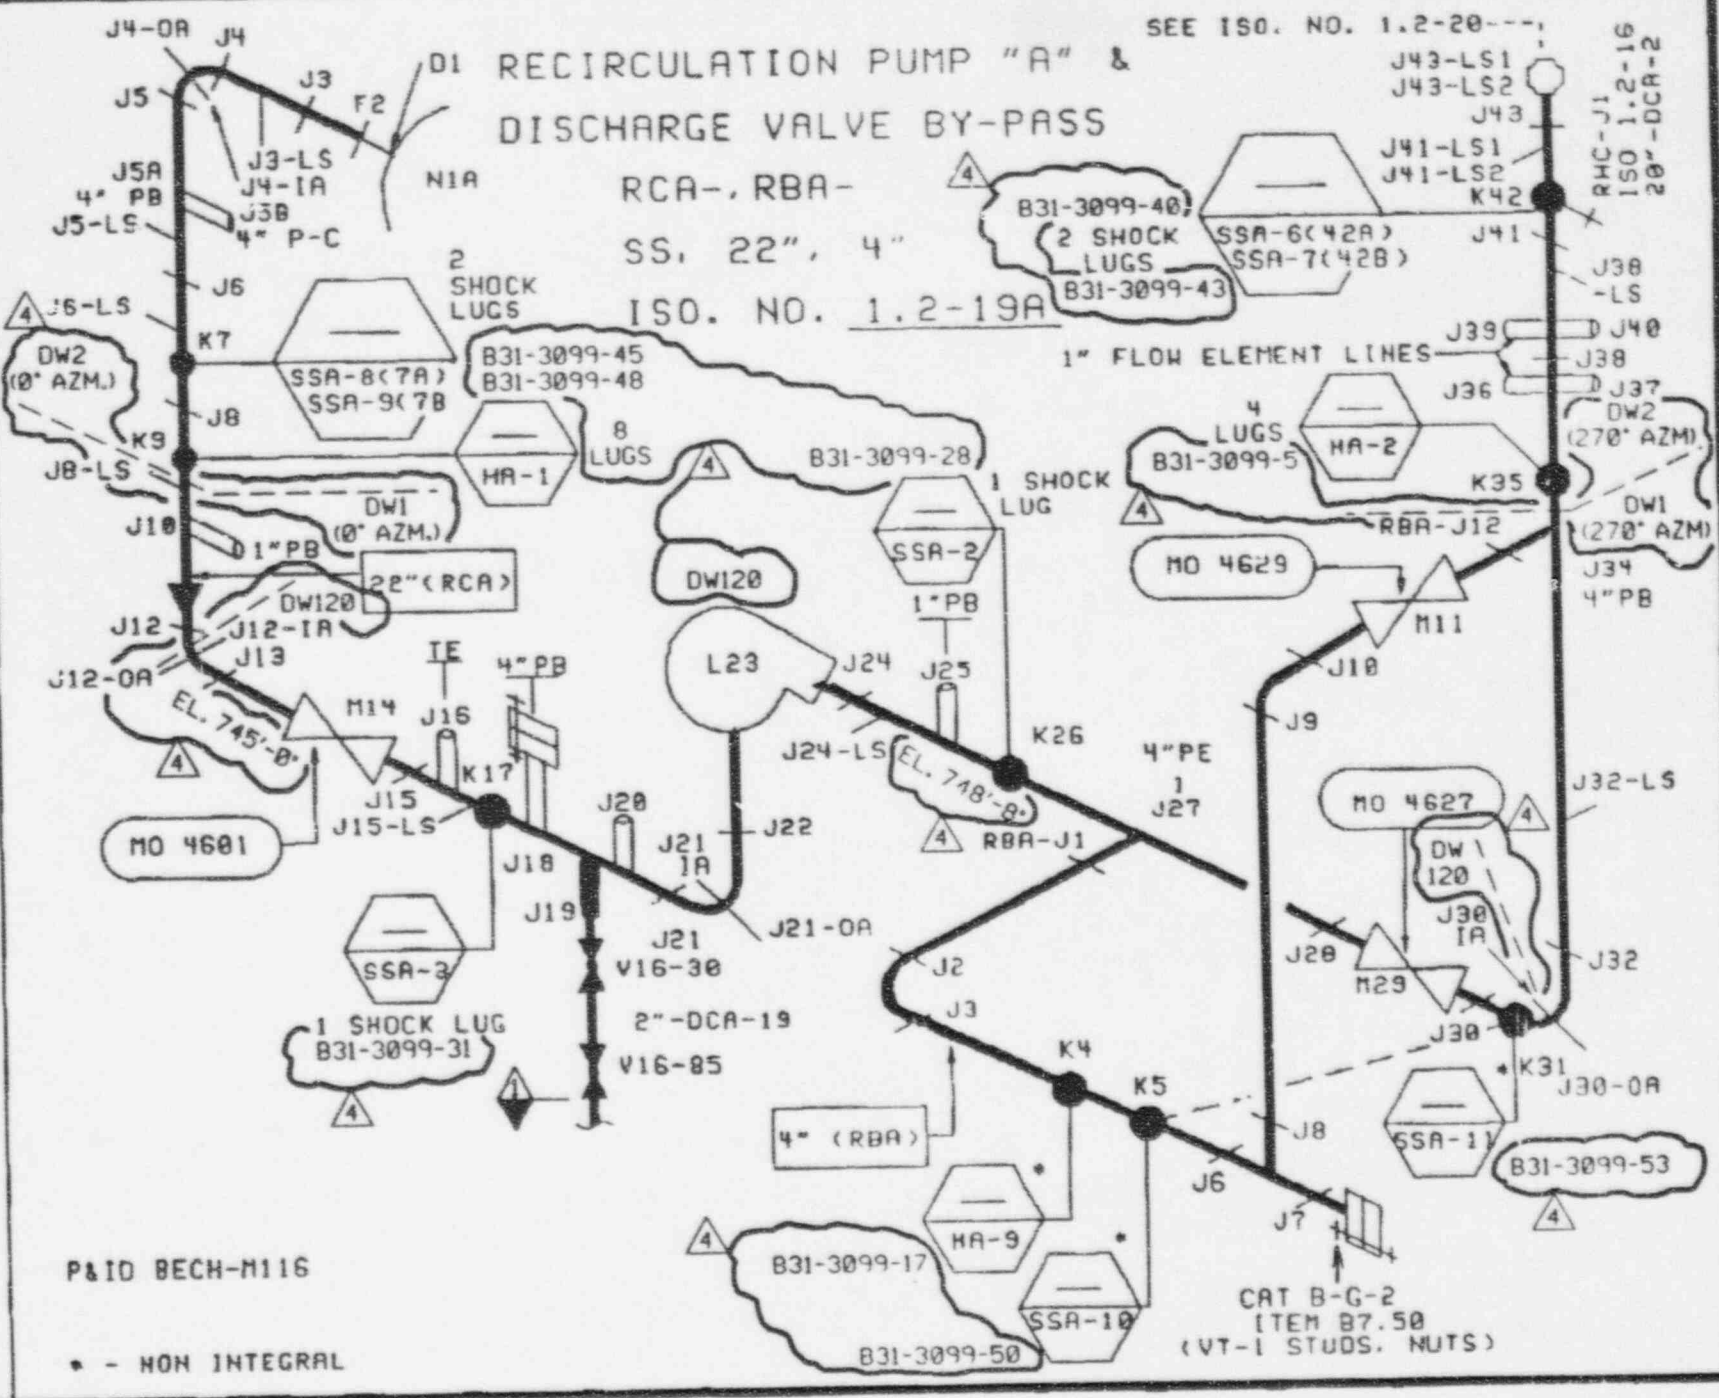 RECIRCULATION PUMP "A" &
DISCHARGE VALVE BY-PASS
RCA-, RBA-
SS, 22", 4"
ISO. NO. 1.2-19A
SEE ISO. NO. 1.2-20
J4-OA
J4
D1
J5
J3
F2
J3-LS
J4-IA
N1A
J5A
4" PB
J5B
4" P-C
J5-LS
J6
J6-LS
4
DW2
(0° AZM.)
K7
2
SHOCK
LUGS
SSA-8(7A)
SSA-9(7B
B31-3099-45
B31-3099-48
J8
K9
J8-LS
HA-1
8
LUGS
4
B31-3099-28
DW1
(0° AZM.)
J10
1"PB
22"(RCA)
DW120
J12
J12-IA
J12-OA
J13
EL. 745'-0"
4
M14
MO 4601
IE
J16
4"PB
J15
K17
J15-LS
J18
J20
J19
J21
IA
J22
J21
J21-OA
SSA-3
1 SHOCK LUG
B31-3099-31
4
V16-30
2"-DCA-19
V16-85
1
DW120
L23
J24
J24-LS
1"PB
J25
SSA-2
1 SHOCK
LUG
K26
EL. 748'-8"
4
RBA-J1
4"PE
J27
J2
J3
4" (RBA)
K4
K5
HA-9
*
SSA-10
*
4
B31-3099-17
B31-3099-50
J6
J7
J8
J9
J10
M11
MO 4629
RBA-J12
CAT B-G-2
ITEM B7.50
(VT-1 STUDS, NUTS)
J43-LS1
J43-LS2
J43
J41-LS1
J41-LS2
K42
RHC-J1
ISO 1.2-16
20"-DCA-2
4
B31-3099-40
2 SHOCK
LUGS
B31-3099-43
SSA-6(42A)
SSA-7(42B)
J41
J38
-LS
J39
J40
1" FLOW ELEMENT LINES
J38
J36
J37
DW2
(270° AZM)
4
LUGS
B31-3099-5
4
HA-2
K35
DW1
(270° AZM)
J34
4"PB
MO 4627
4
J32-LS
DW
120
J30
IA
J28
M29
J32
J30
K31
J30-OA
SSA-11
*
B31-3099-53
4
P&ID BECH-M116
* - NON INTEGRAL